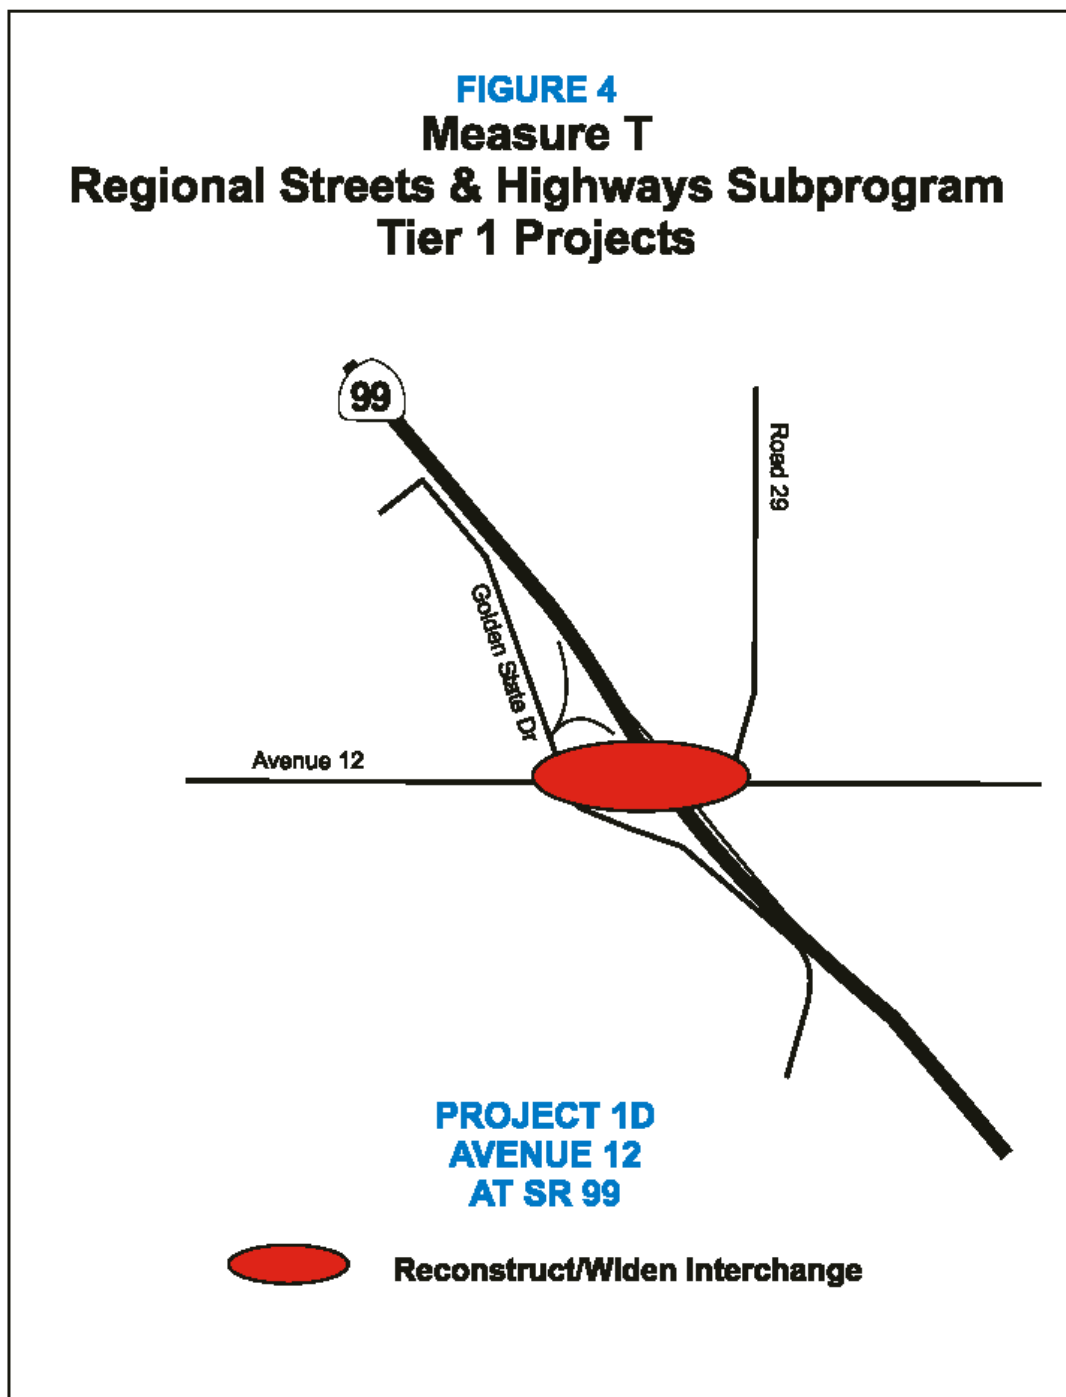 FIGURE 4
Measure T
Regional Streets & Highways Subprogram
Tier 1 Projects
99
Road 29
Golden State Dr
Avenue 12
PROJECT 1D
AVENUE 12
AT SR 99
Reconstruct/Widen Interchange